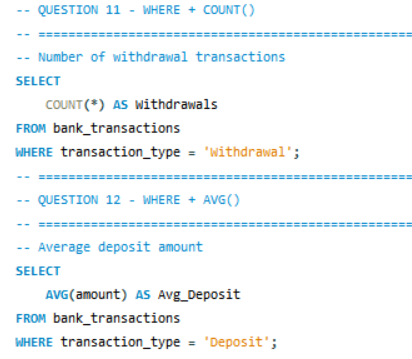 -- QUESTION 11 - WHERE + COUNT()
-- ==================================================
-- Number of withdrawal transactions
SELECT
    COUNT(*) AS Withdrawals
FROM bank_transactions
WHERE transaction_type = 'Withdrawal';
-- ==================================================
-- QUESTION 12 - WHERE + AVG()
-- ==================================================
-- Average deposit amount
SELECT
    AVG(amount) AS Avg_Deposit
FROM bank_transactions
WHERE transaction_type = 'Deposit';